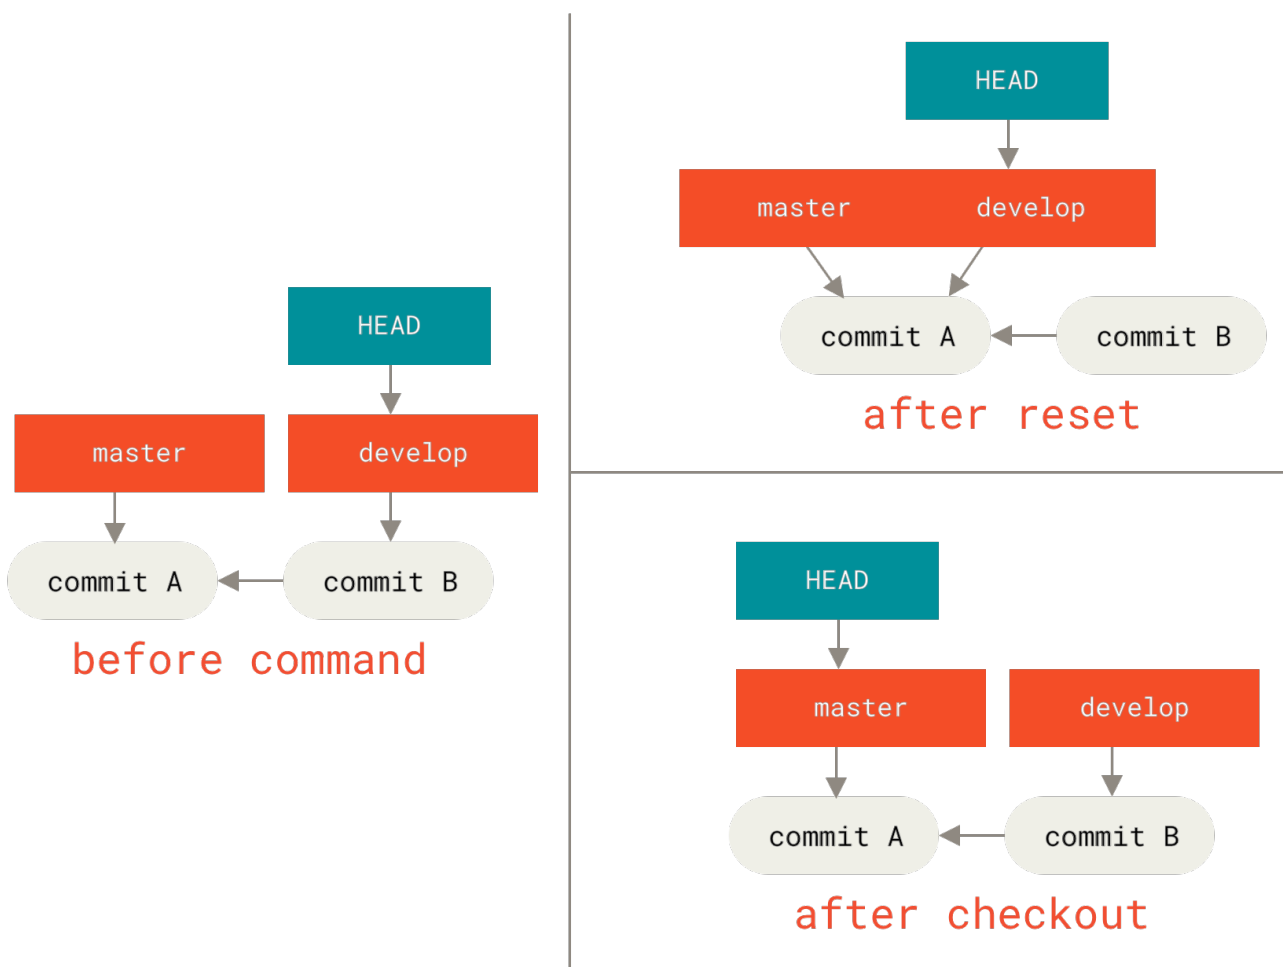 HEAD
master develop
commit A commit B
before command
HEAD
master develop
commit A commit B
after reset
HEAD
master develop
commit A commit B
after checkout